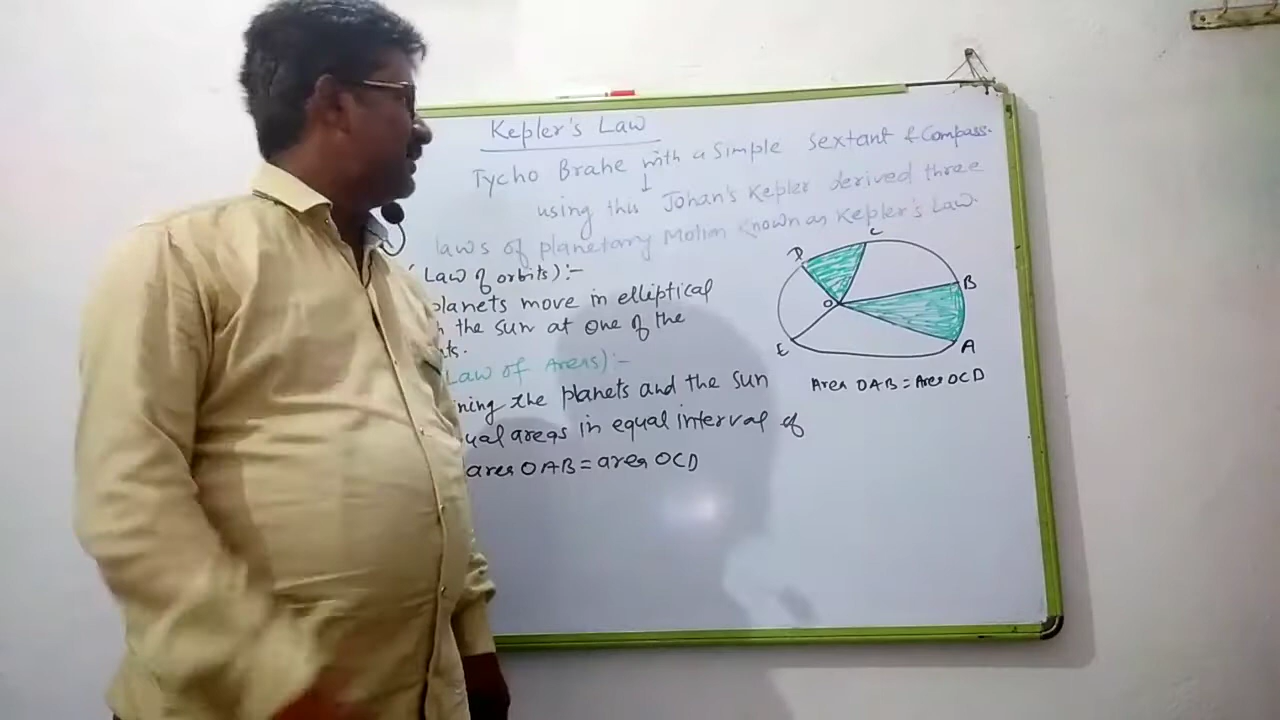 Kepler's Law
Tycho Brahe with a Simple Sextant & Compass.
using this Johan's Kepler derived three
laws of planetary Motion known as Kepler's Law.
(Law of orbits):-
planets move in elliptical
the sun at one of the
ts.
Law of Areas):-
ining the planets and the sun
ual areas in equal interval of
area OAB = area OCD
D
C
B
O
E
A
Area OAB = Area OCD